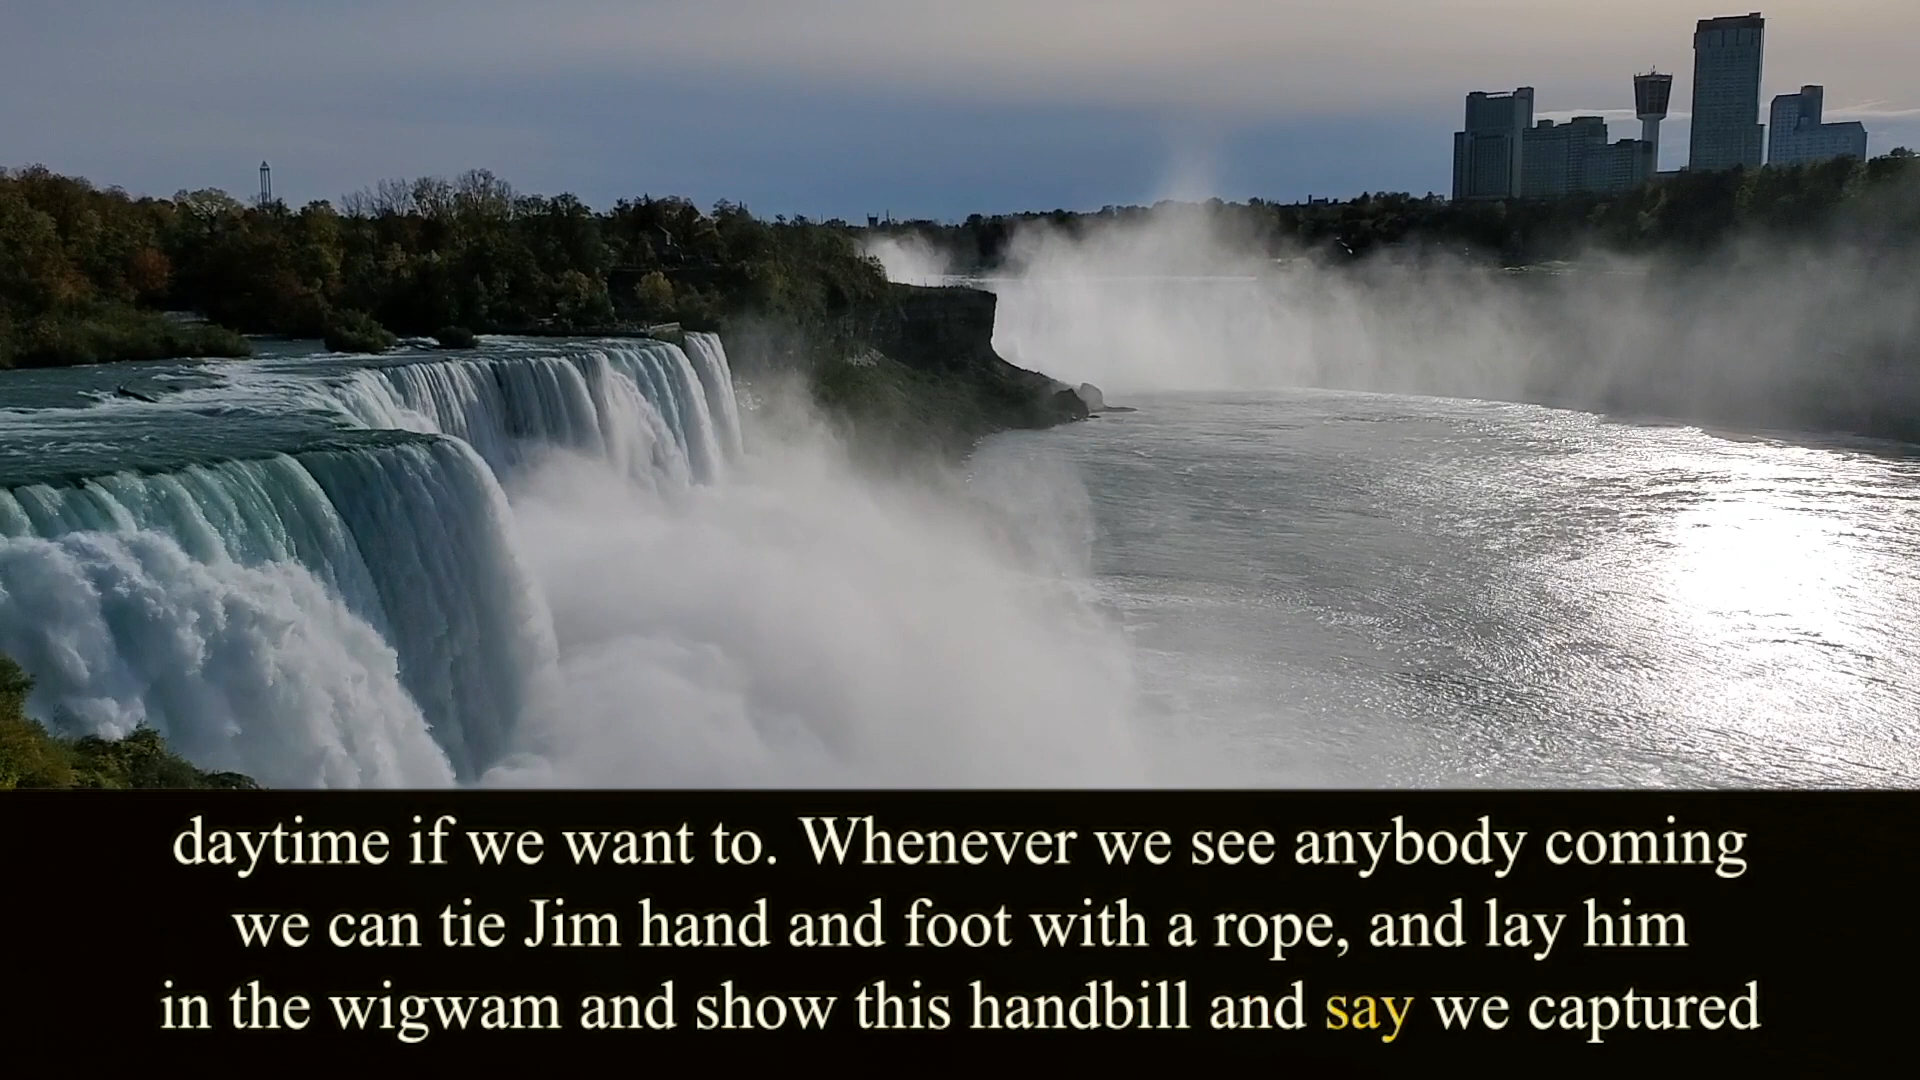 daytime if we want to. Whenever we see anybody coming
we can tie Jim hand and foot with a rope, and lay him
in the wigwam and show this handbill and say we captured